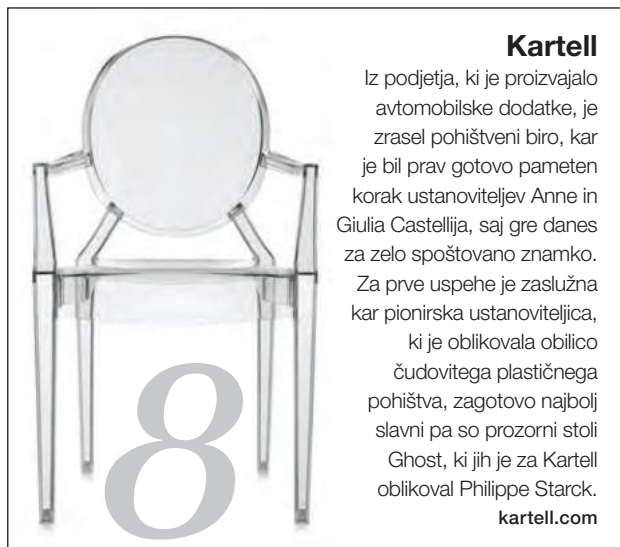 Kartell
Iz podjetja, ki je proizvajalo
avtomobilske dodatke, je
zrasel pohištveni biro, kar
je bil prav gotovo pameten
korak ustanoviteljev Anne in
Giulia Castellija, saj gre danes
za zelo spoštovano znamko.
Za prve uspehe je zaslužna
kar pionirska ustanoviteljica,
ki je oblikovala obilico
čudovitega plastičnega
pohištva, zagotovo najbolj
slavni pa so prozorni stoli
Ghost, ki jih je za Kartell
oblikoval Philippe Starck.
kartell.com
8